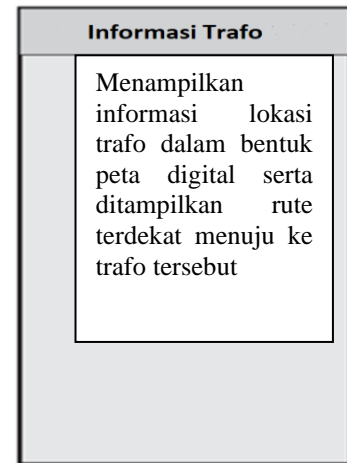 Informasi Trafo
Menampilkan
informasi lokasi
trafo dalam bentuk
peta digital serta
ditampilkan rute
terdekat menuju ke
trafo tersebut